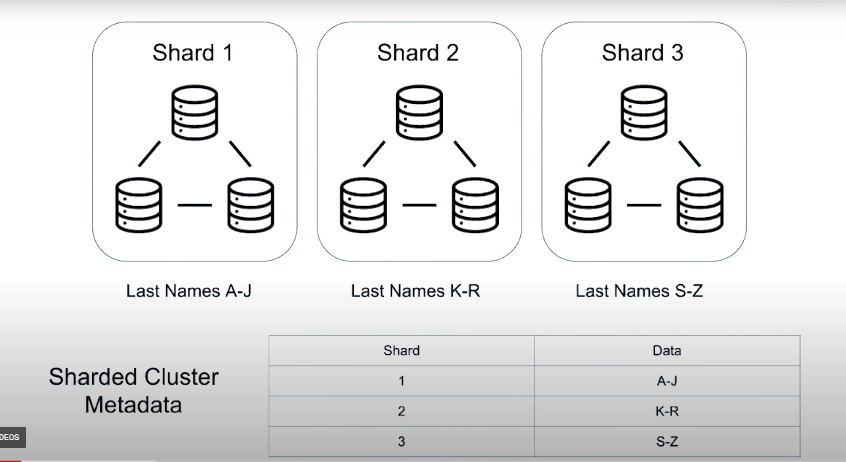 Shard 1
Shard 2
Shard 3
Last Names A-J
Last Names K-R
Last Names S-Z
Sharded Cluster
Metadata
Shard
Data
1
A-J
2
K-R
3
S-Z
DEOS